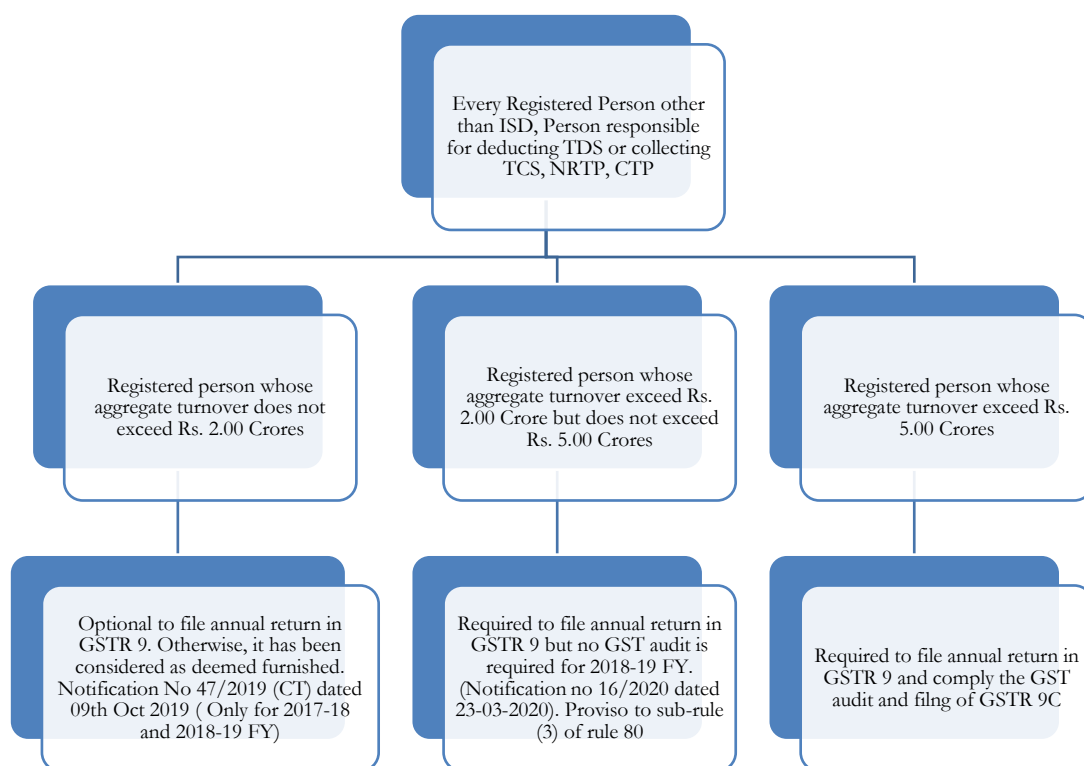 Every Registered Person other
than ISD, Person responsible
for deducting TDS or collecting
TCS, NRTP, CTP
Registered person whose
aggregate turnover does not
exceed Rs. 2.00 Crores
Registered person whose
aggregate turnover exceed Rs.
2.00 Crore but does not exceed
Rs. 5.00 Crores
Registered person whose
aggregate turnover exceed Rs.
5.00 Crores
Optional to file annual return in
GSTR 9. Otherwise, it has been
considered as deemed furnished.
Notification No 47/2019 (CT) dated
09th Oct 2019 ( Only for 2017-18
and 2018-19 FY)
Required to file annual return in
GSTR 9 but no GST audit is
required for 2018-19 FY.
(Notification no 16/2020 dated
23-03-2020). Proviso to sub-rule
(3) of rule 80
Required to file annual return in
GSTR 9 and comply the GST
audit and filng of GSTR 9C